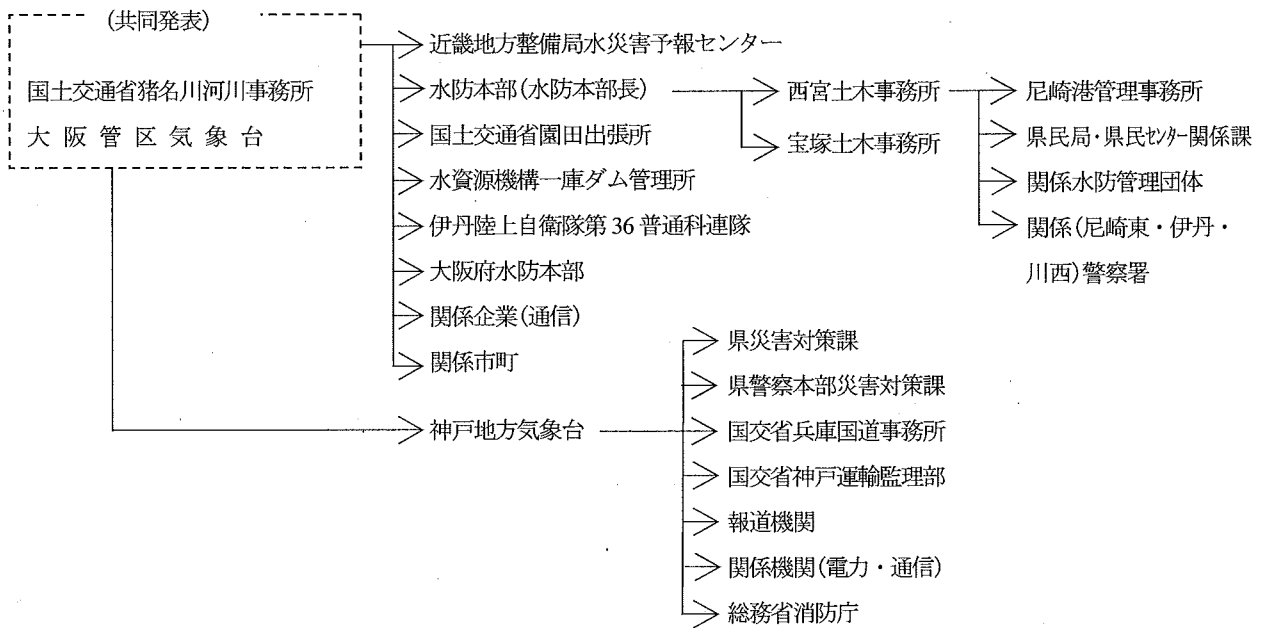 (共同発表)
国土交通省猪名川河川事務所
大阪管区気象台
近畿地方整備局水災害予報センター
水防本部(水防本部長)
国土交通省園田出張所
水資源機構一庫ダム管理所
伊丹陸上自衛隊第36普通科連隊
大阪府水防本部
関係企業(通信)
関係市町
西宮土木事務所
宝塚土木事務所
尼崎港管理事務所
県民局・県民センター関係課
関係水防管理団体
関係(尼崎東・伊丹・
川西)警察署
神戸地方気象台
県災害対策課
県警察本部災害対策課
国交省兵庫国道事務所
国交省神戸運輸監理部
報道機関
関係機関(電力・通信)
総務省消防庁